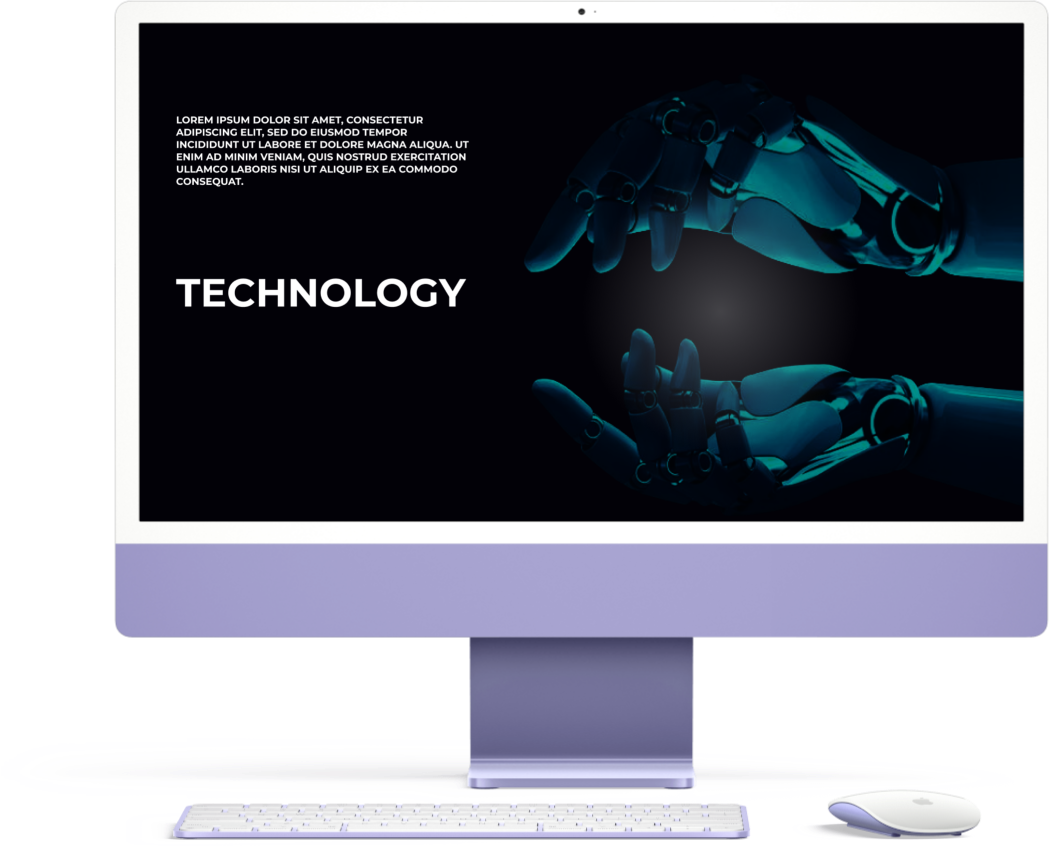 LOREM IPSUM DOLOR SIT AMET, CONSECTETUR
ADIPISCING ELIT, SED DO EIUSMOD TEMPOR
INCIDIDUNT UT LABORE ET DOLORE MAGNA ALIQUA. UT
ENIM AD MINIM VENIAM, QUIS NOSTRUD EXERCITATION
ULLAMCO LABORIS NISI UT ALIQUIP EX EA COMMODO
CONSEQUAT.
TECHNOLOGY